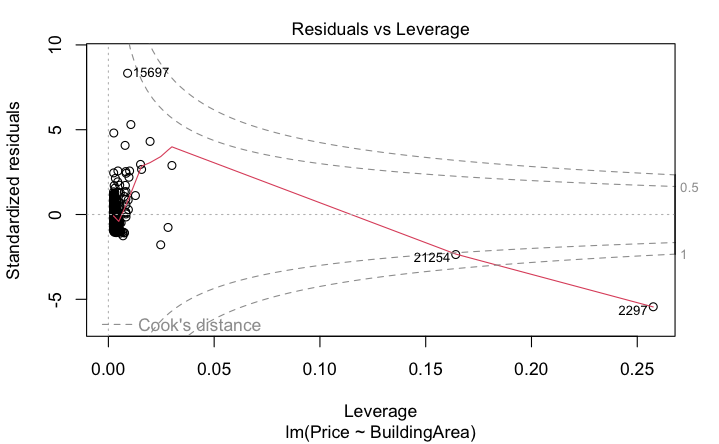 Residuals vs Leverage
10
5
0
-5
Standardized residuals
15697
21254
2297
0.5
1
Cook's distance
0.00 0.05 0.10 0.15 0.20 0.25
Leverage
lm(Price ~ BuildingArea)